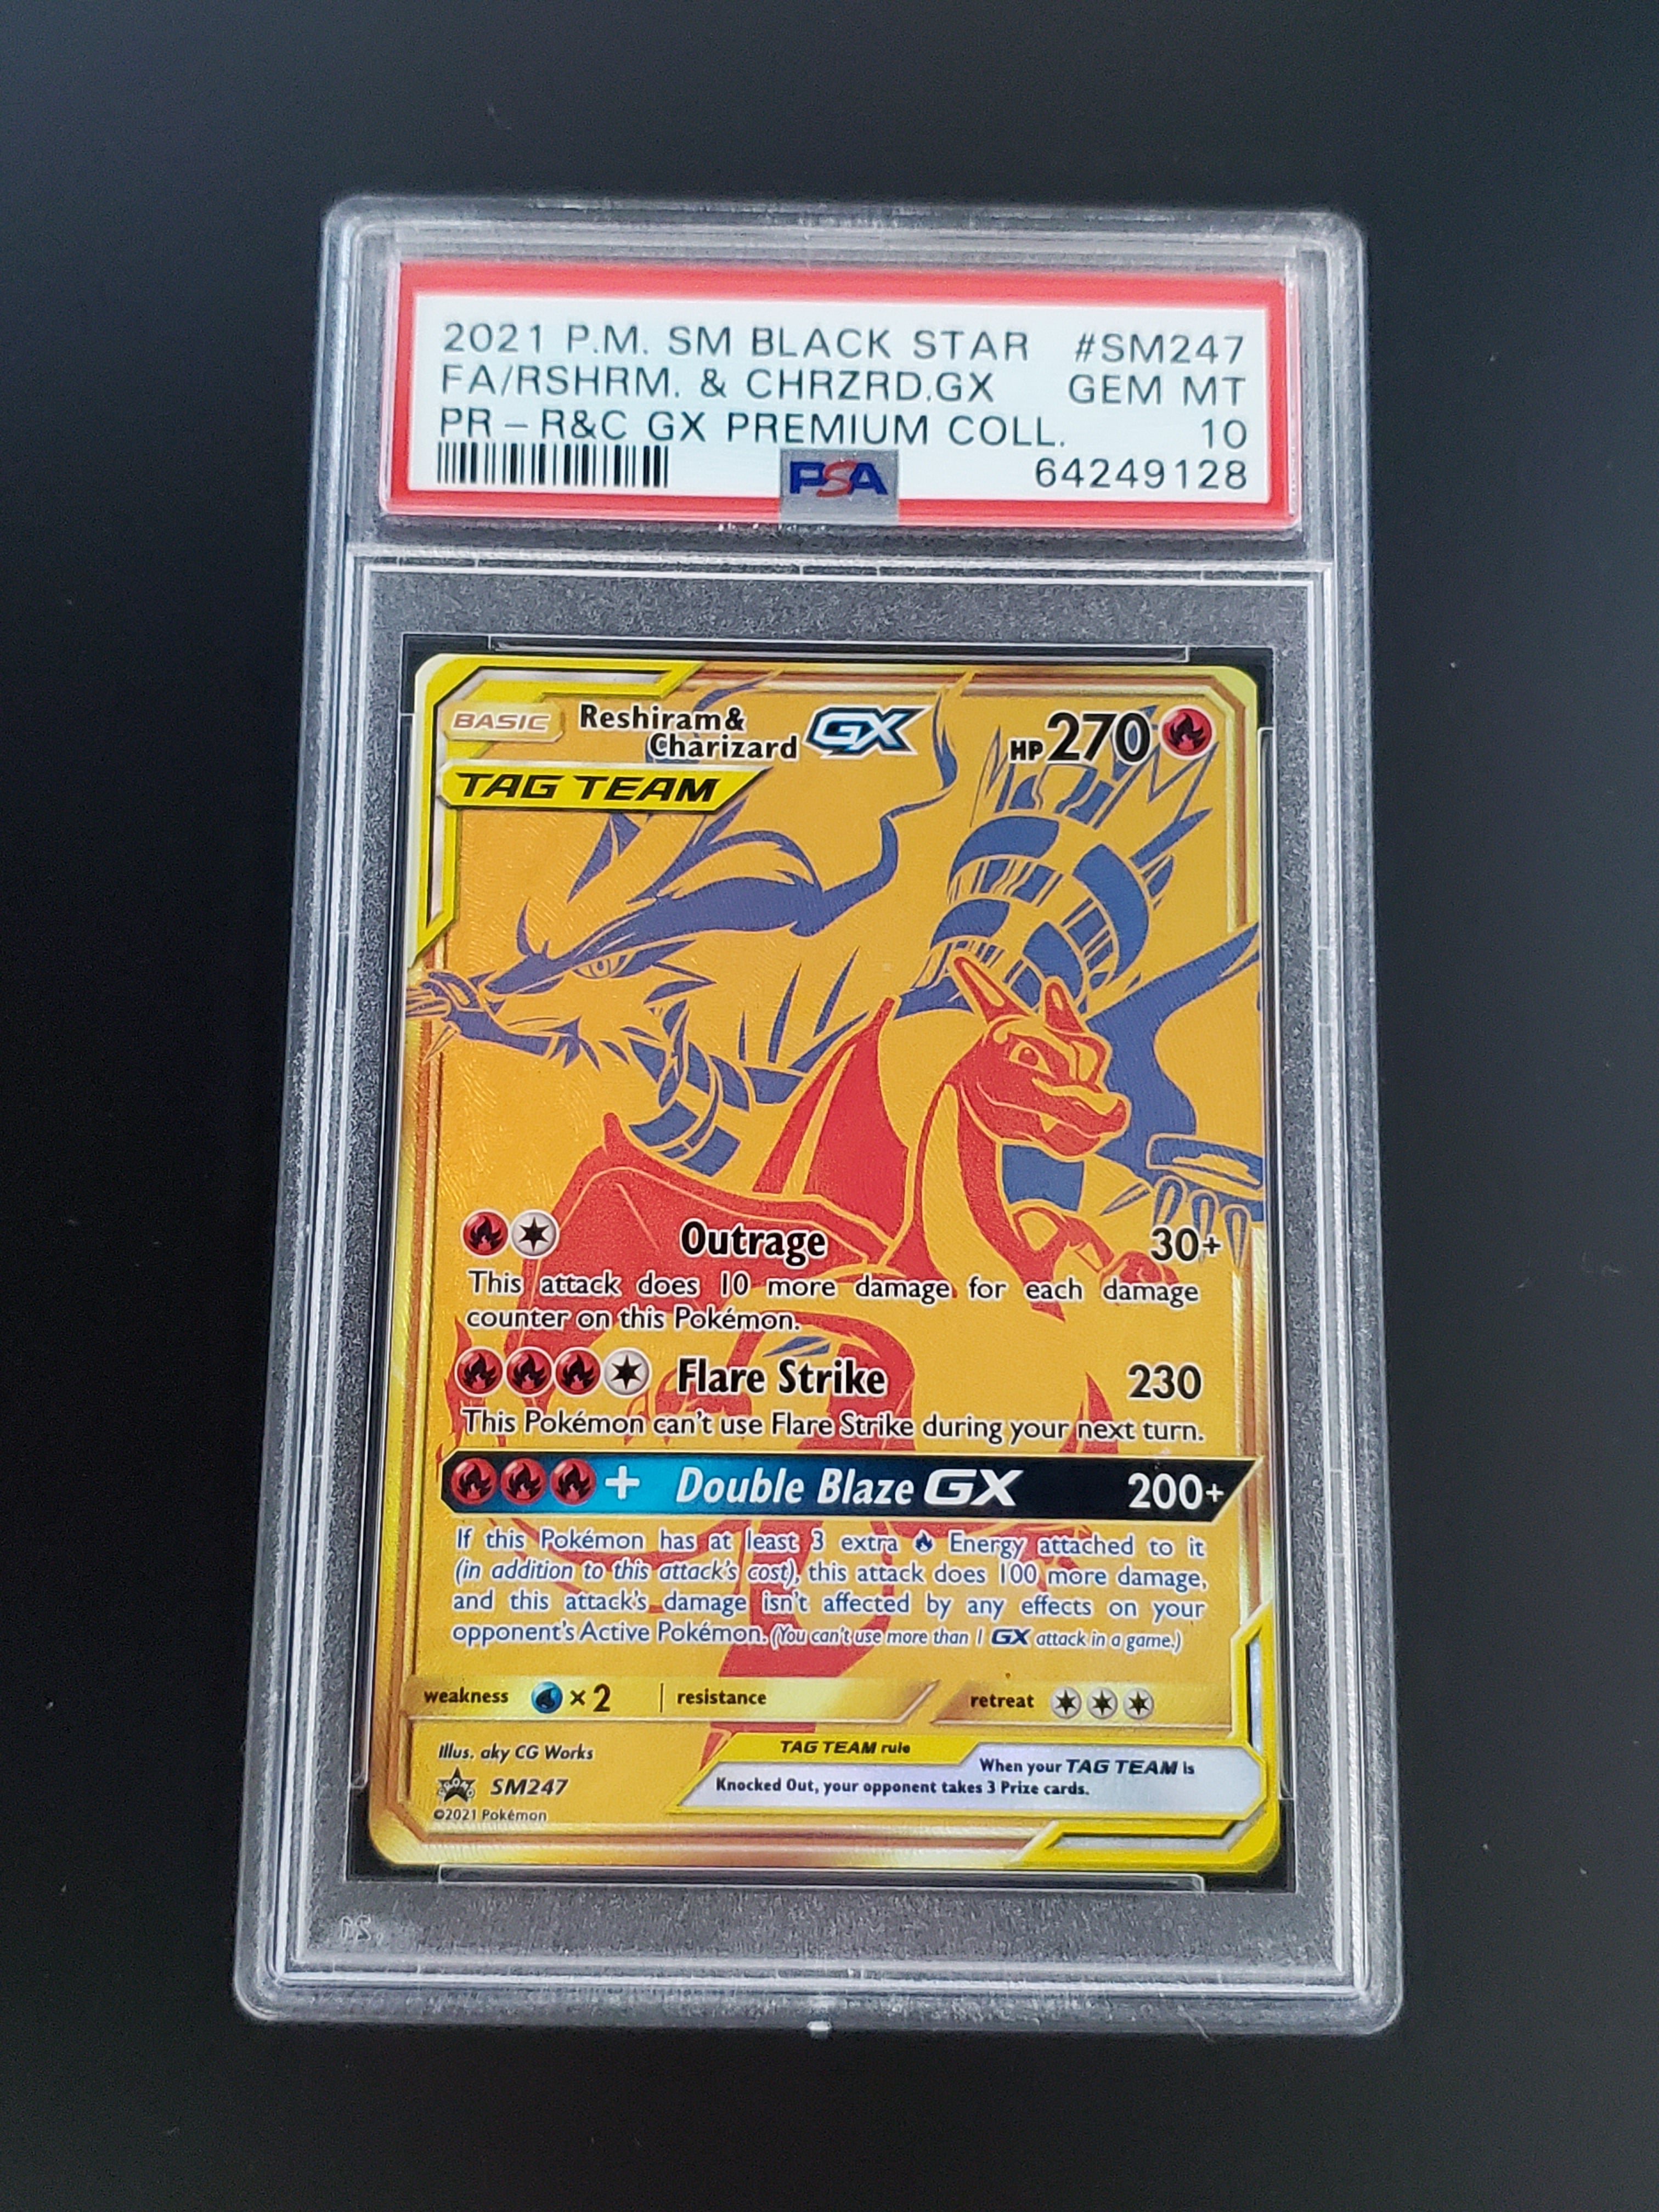 2021 P.M. SM BLACK STAR #SM247
FA/RSHRM. & CHRZRD.GX GEM MT
PR – R&C GX PREMIUM COLL. 10
PSA 64249128
BASIC Reshiram& GX HP 270
Charizard
TAG TEAM
Outrage 30+
This attack does 10 more damage for each damage
counter on this Pokémon.
Flare Strike 230
This Pokémon can't use Flare Strike during your next turn.
+ Double Blaze GX 200+
If this Pokémon has at least 3 extra Energy attached to it
(in addition to this attack's cost), this attack does 100 more damage,
and this attack's damage isn't affected by any effects on your
opponent's Active Pokémon. (You can't use more than 1 GX attack in a game.)
weakness ×2 resistance retreat
Illus. aky CG Works
TAG TEAM rule
When your TAG TEAM is
Knocked Out, your opponent takes 3 Prize cards.
SM247
©2021 Pokémon